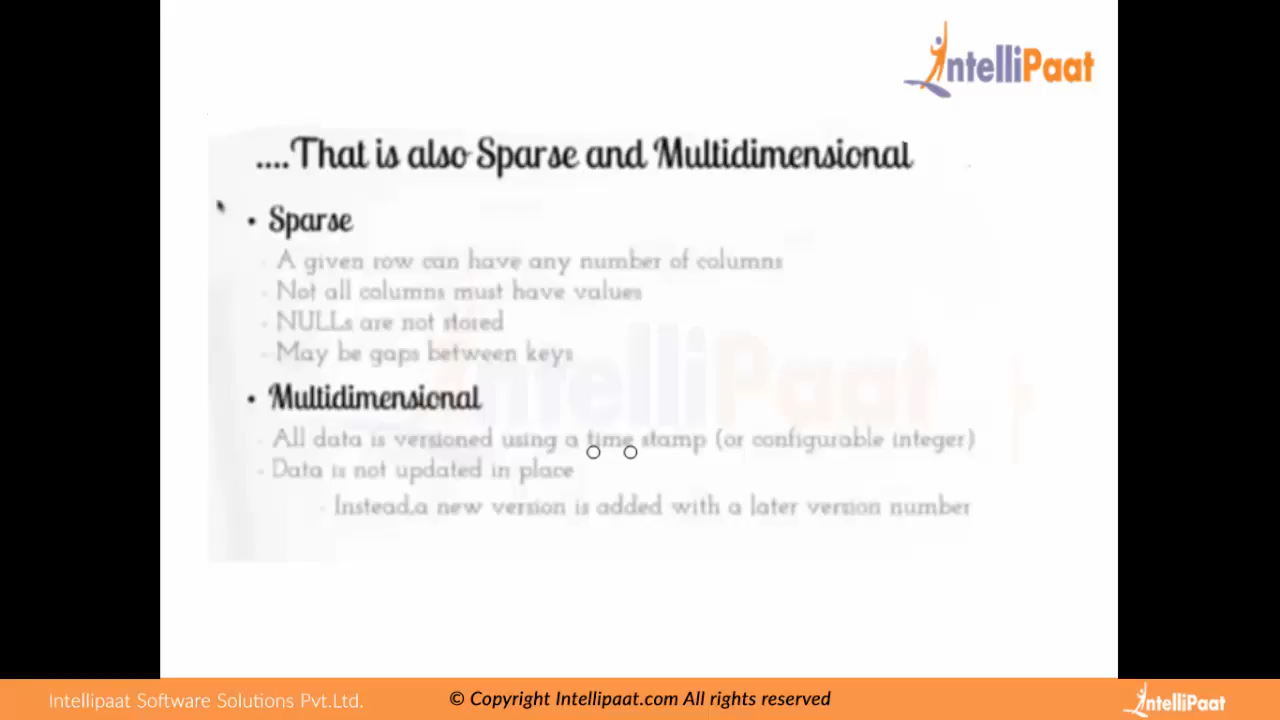 IntelliPaat
....That is also Sparse and Multidimensional
• Sparse
- A given row can have any number of columns
- Not all columns must have values
- NULLs are not stored
- May be gaps between keys
IntelliPaat
• Multidimensional
- All data is versioned using a time stamp (or configurable integer)
- Data is not updated in place
- Instead,a new version is added with a later version number
Intellipaat Software Solutions Pvt.Ltd.
© Copyright Intellipaat.com All rights reserved
IntelliPaat